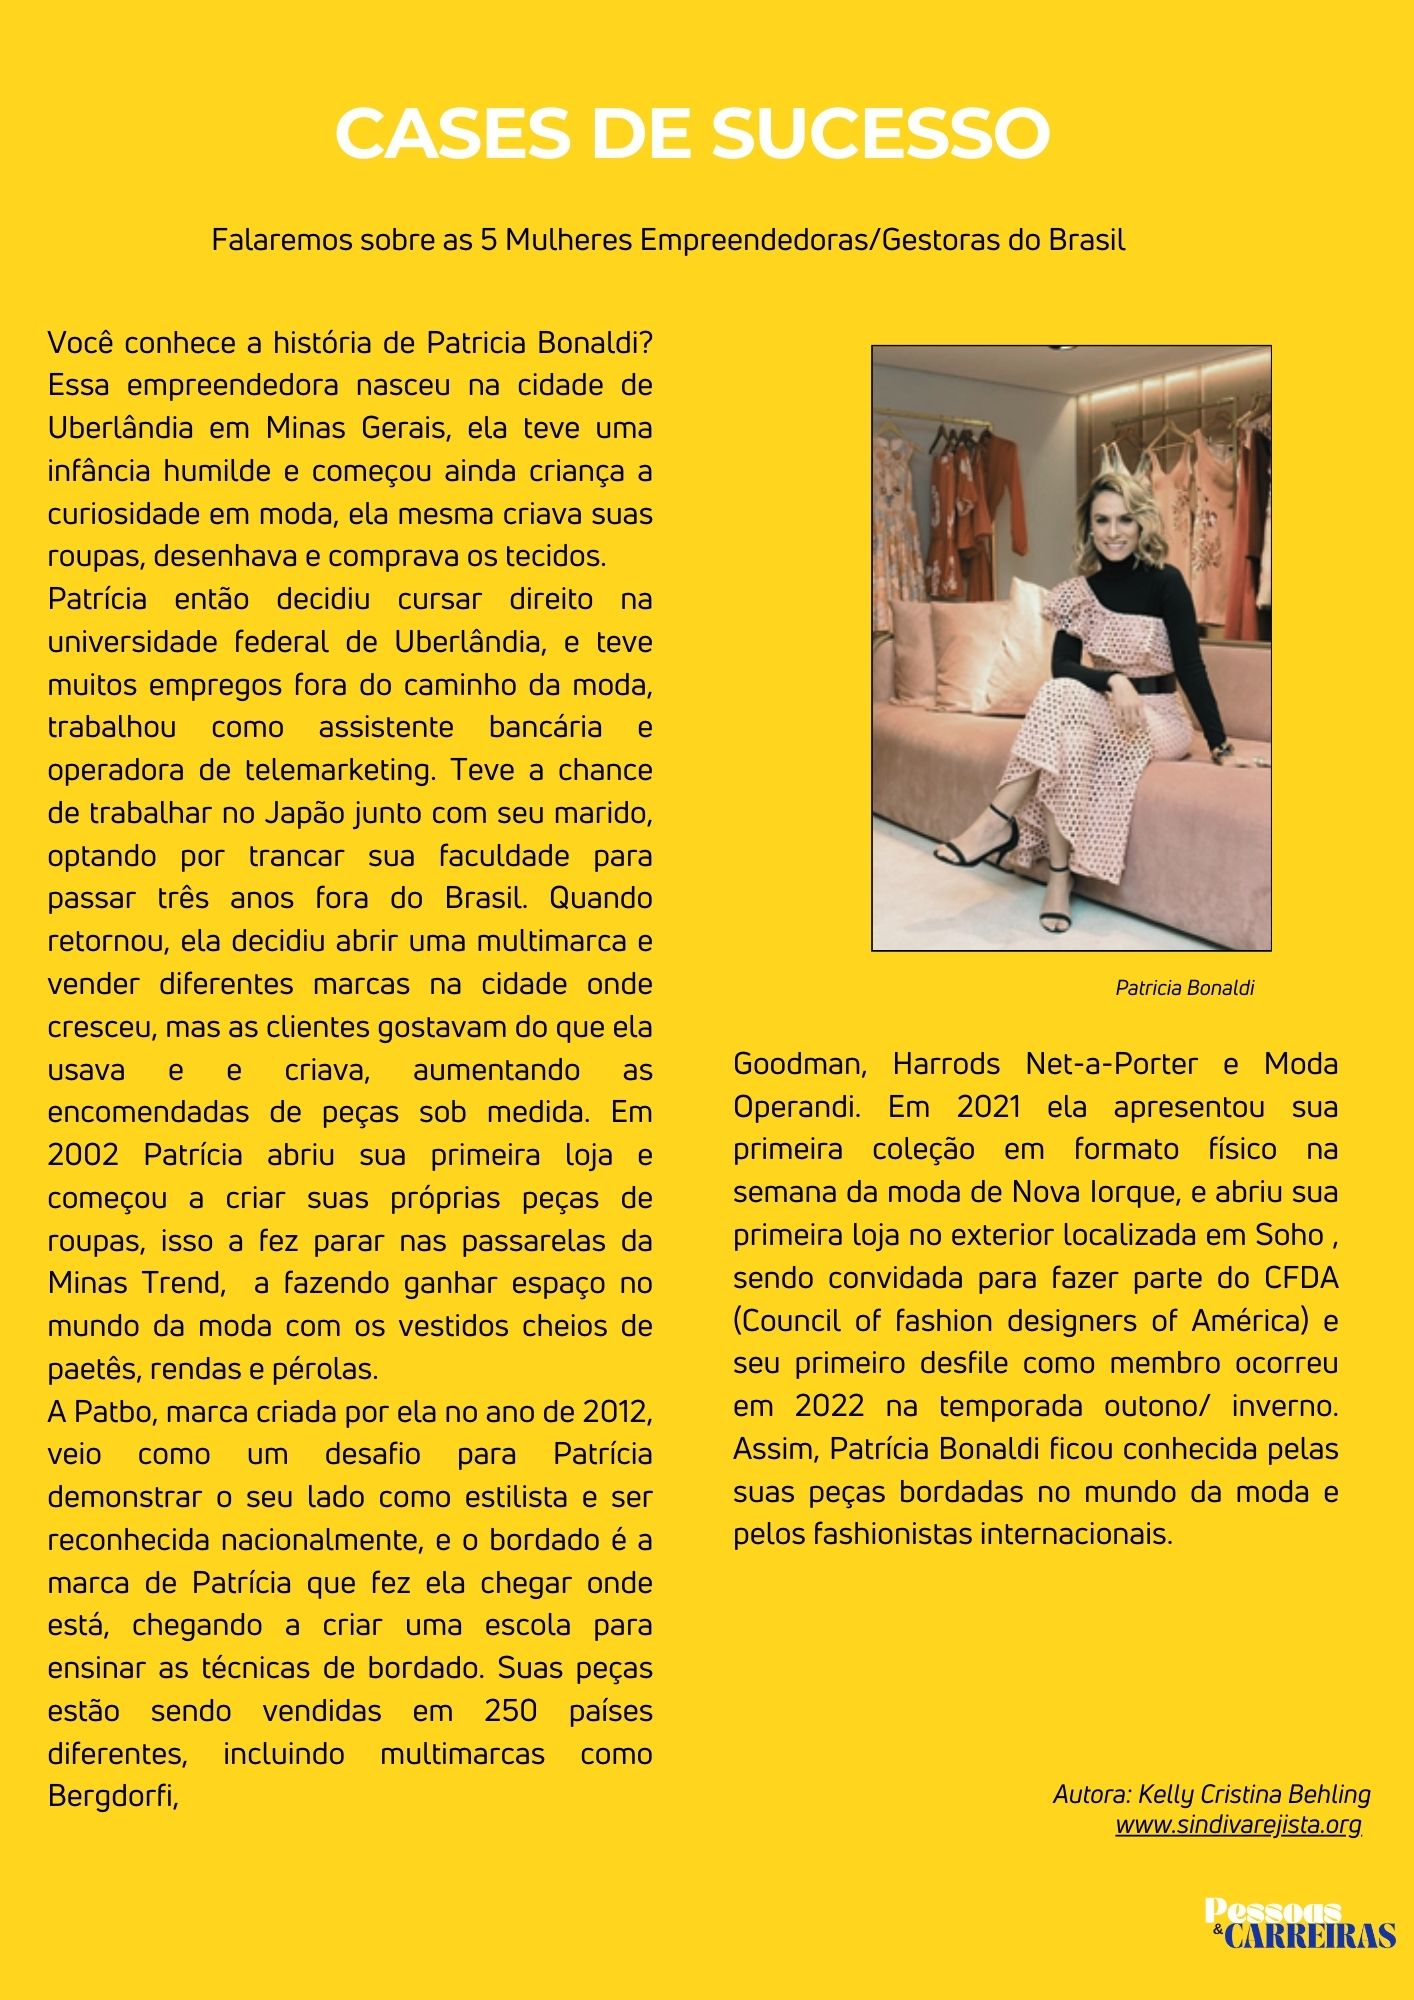 CASES DE SUCESSO
Falaremos sobre as 5 Mulheres Empreendedoras/Gestoras do Brasil
Você conhece a história de Patricia Bonaldi?
Essa empreendedora nasceu na cidade de
Uberlândia em Minas Gerais, ela teve uma
infância humilde e começou ainda criança a
curiosidade em moda, ela mesma criava suas
roupas, desenhava e comprava os tecidos.
Patrícia então decidiu cursar direito na
universidade federal de Uberlândia, e teve
muitos empregos fora do caminho da moda,
trabalhou como assistente bancária e
operadora de telemarketing. Teve a chance
de trabalhar no Japão junto com seu marido,
optando por trancar sua faculdade para
passar três anos fora do Brasil. Quando
retornou, ela decidiu abrir uma multimarca e
vender diferentes marcas na cidade onde
cresceu, mas as clientes gostavam do que ela
usava e e criava, aumentando as
encomendadas de peças sob medida. Em
2002 Patrícia abriu sua primeira loja e
começou a criar suas próprias peças de
roupas, isso a fez parar nas passarelas da
Minas Trend, a fazendo ganhar espaço no
mundo da moda com os vestidos cheios de
paetês, rendas e pérolas.
A Patbo, marca criada por ela no ano de 2012,
veio como um desafio para Patrícia
demonstrar o seu lado como estilista e ser
reconhecida nacionalmente, e o bordado é a
marca de Patrícia que fez ela chegar onde
está, chegando a criar uma escola para
ensinar as técnicas de bordado. Suas peças
estão sendo vendidas em 250 países
diferentes, incluindo multimarcas como
Bergdorfi,
Patricia Bonaldi
Goodman, Harrods Net-a-Porter e Moda
Operandi. Em 2021 ela apresentou sua
primeira coleção em formato físico na
semana da moda de Nova Iorque, e abriu sua
primeira loja no exterior localizada em Soho ,
sendo convidada para fazer parte do CFDA
(Council of fashion designers of América) e
seu primeiro desfile como membro ocorreu
em 2022 na temporada outono/ inverno.
Assim, Patrícia Bonaldi ficou conhecida pelas
suas peças bordadas no mundo da moda e
pelos fashionistas internacionais.
Autora: Kelly Cristina Behling
www.sindivarejista.org
Pessoas
&CARREIRAS